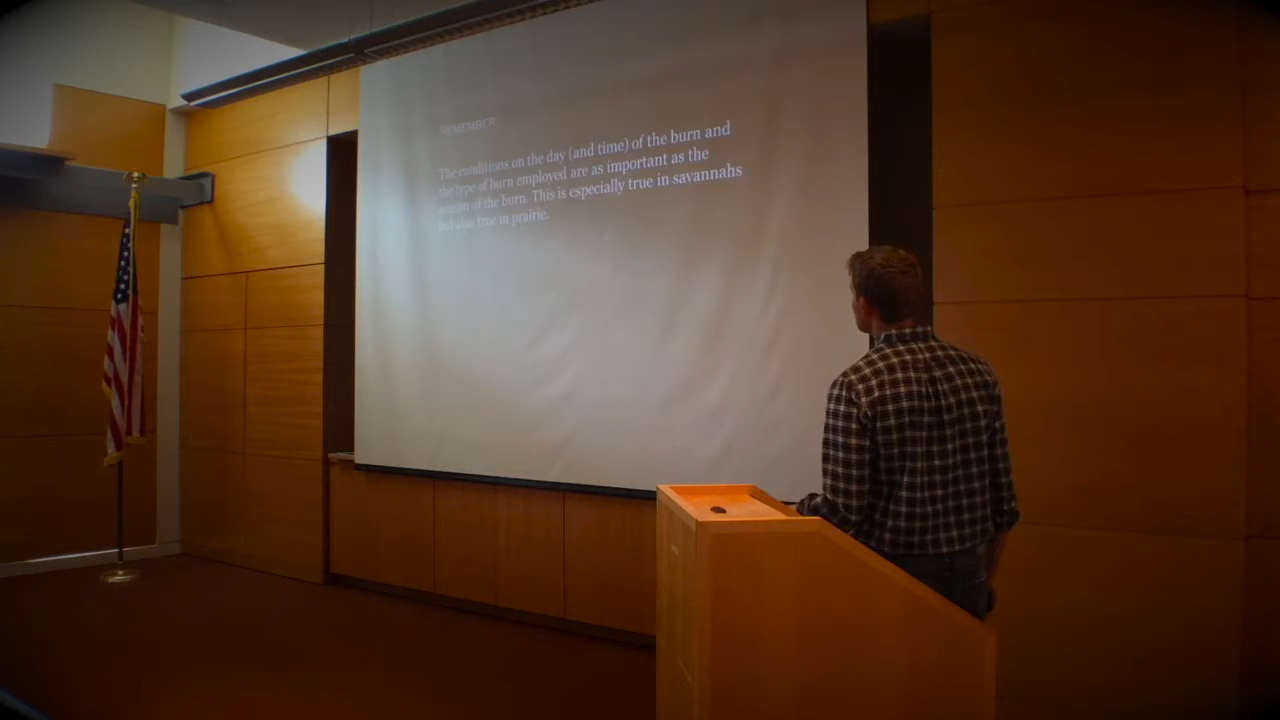 REMEMBER
The conditions on the day (and time) of the burn and
the type of burn employed are as important as the
season of the burn. This is especially true in savannahs
but also true in prairie.